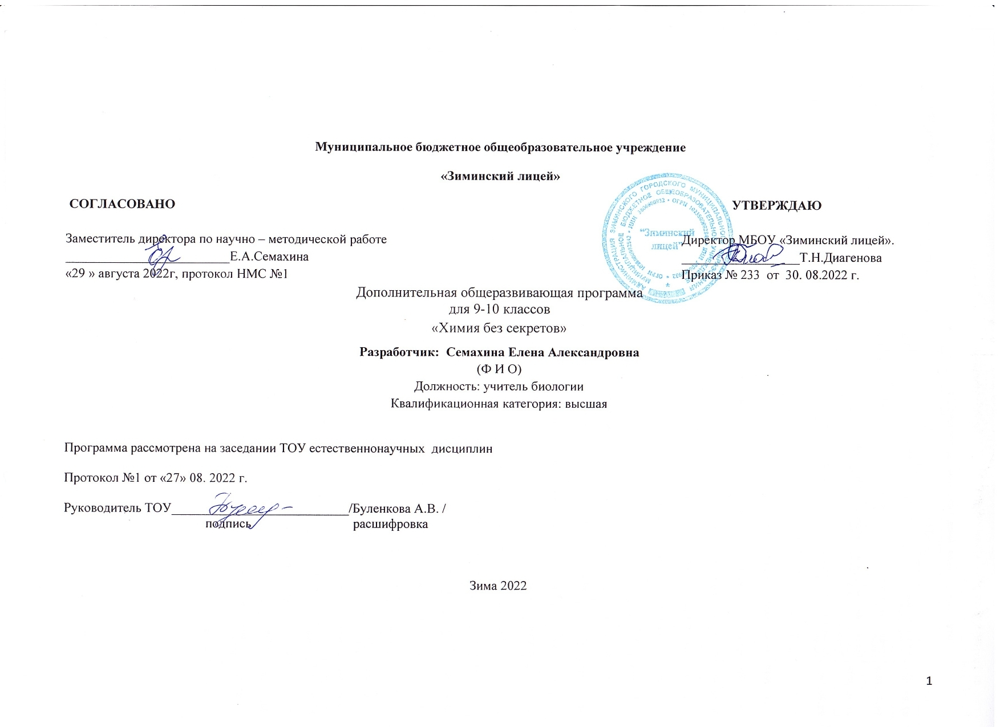 Муниципальное бюджетное общеобразовательное учреждение
«Зиминский лицей»
СОГЛАСОВАНО
УТВЕРЖДАЮ
Заместитель директора по научно – методической работе
Директор МБОУ «Зиминский лицей».
_________________________Е.А.Семахина
__________________Т.Н.Диагенова
«29 » августа 2022г, протокол НМС №1
Приказ № 233 от 30. 08.2022 г.
"Зиминский
лицей"
Дополнительная общеразвивающая программа
для 9-10 классов
«Химия без секретов»
Разработчик: Семахина Елена Александровна
(Ф И О)
Должность: учитель биологии
Квалификационная категория: высшая
Программа рассмотрена на заседании ТОУ естественнонаучных дисциплин
Протокол №1 от «27» 08. 2022 г.
Руководитель ТОУ___________________________/Буленкова А.В. /
подпись расшифровка
Зима 2022
1